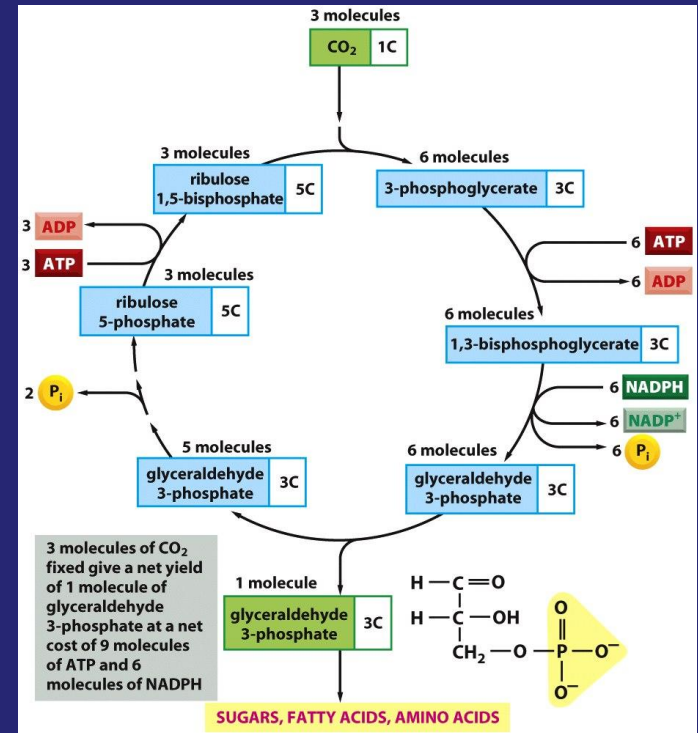 3 molecules
CO₂ 1C
3 molecules
ribulose
1,5-bisphosphate 5C
6 molecules
3-phosphoglycerate 3C
3 ADP
3 ATP
6 ATP
6 ADP
3 molecules
ribulose
5-phosphate 5C
6 molecules
1,3-bisphosphoglycerate 3C
2 Pi
6 NADPH
6 NADP⁺
6 Pi
5 molecules
glyceraldehyde
3-phosphate 3C
6 molecules
glyceraldehyde
3-phosphate 3C
3 molecules of CO₂
fixed give a net yield
of 1 molecule of
glyceraldehyde
3-phosphate at a net
cost of 9 molecules
of ATP and 6
molecules of NADPH
1 molecule
glyceraldehyde
3-phosphate 3C
H—C=O
H—C—OH
CH₂—O—P—O⁻
O
O⁻
SUGARS, FATTY ACIDS, AMINO ACIDS